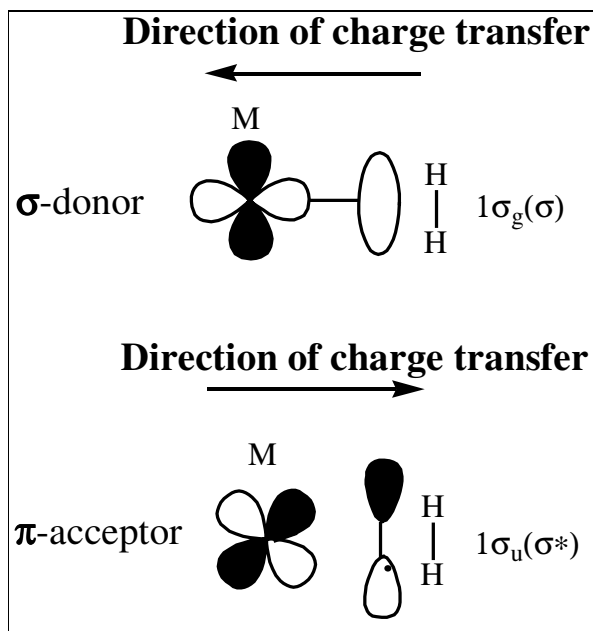 Direction of charge transfer
M
σ-donor
H
H
1σg(σ)
Direction of charge transfer
M
π-acceptor
H
H
1σu(σ*)